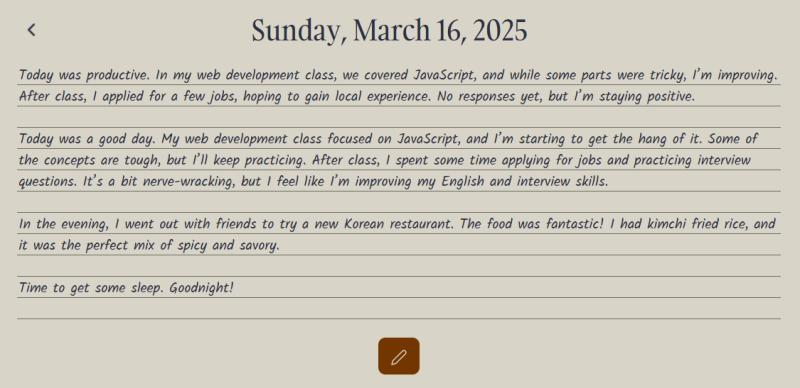 Sunday, March 16, 2025
Today was productive. In my web development class, we covered JavaScript, and while some parts were tricky, I'm improving.
After class, I applied for a few jobs, hoping to gain local experience. No responses yet, but I'm staying positive.
Today was a good day. My web development class focused on JavaScript, and I'm starting to get the hang of it. Some of
the concepts are tough, but I'll keep practicing. After class, I spent some time applying for jobs and practicing interview
questions. It's a bit nerve-wracking, but I feel like I'm improving my English and interview skills.
In the evening, I went out with friends to try a new Korean restaurant. The food was fantastic! I had kimchi fried rice, and
it was the perfect mix of spicy and savory.
Time to get some sleep. Goodnight!